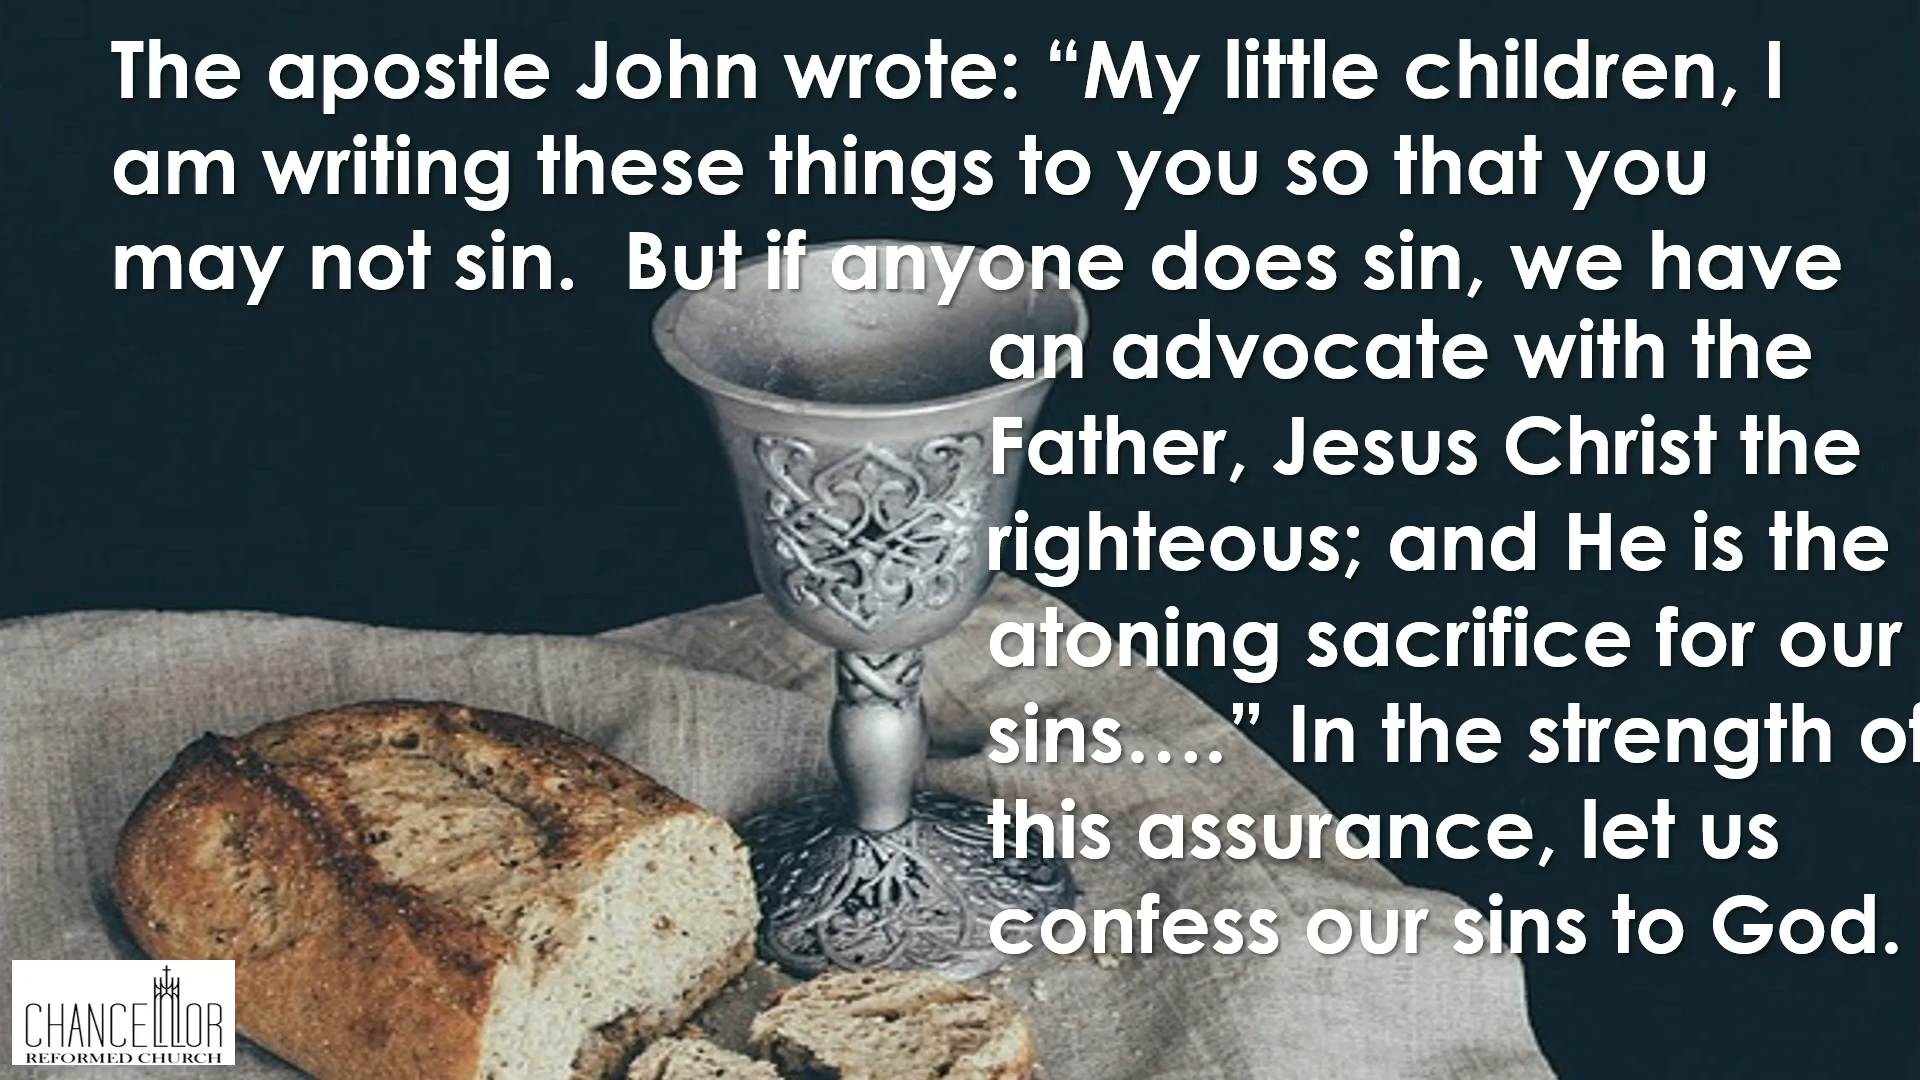 The apostle John wrote: “My little children, I
am writing these things to you so that you
may not sin.  But if anyone does sin, we have
an advocate with the
Father, Jesus Christ the
righteous; and He is the
atoning sacrifice for our
sins….” In the strength of
this assurance, let us
confess our sins to God.
CHANCELLOR
REFORMED CHURCH